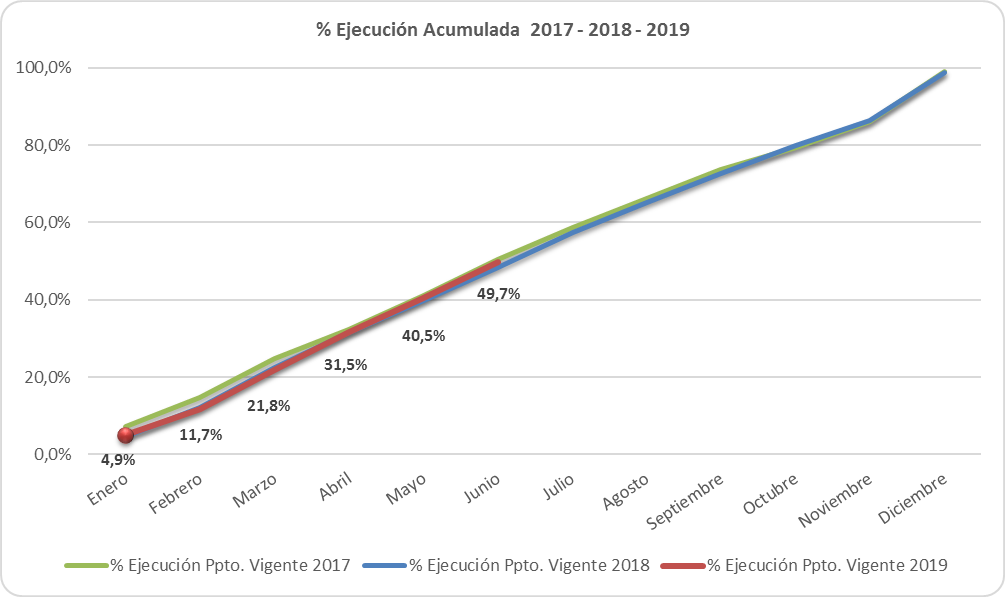 % Ejecución Acumulada 2017 - 2018 - 2019
100,0%
80,0%
60,0%
40,0%
20,0%
0,0%
49,7%
40,5%
31,5%
21,8%
11,7%
4,9%
Enero
Febrero
Marzo
Abril
Mayo
Junio
Julio
Agosto
Septiembre
Octubre
Noviembre
Diciembre
% Ejecución Ppto. Vigente 2017
% Ejecución Ppto. Vigente 2018
% Ejecución Ppto. Vigente 2019